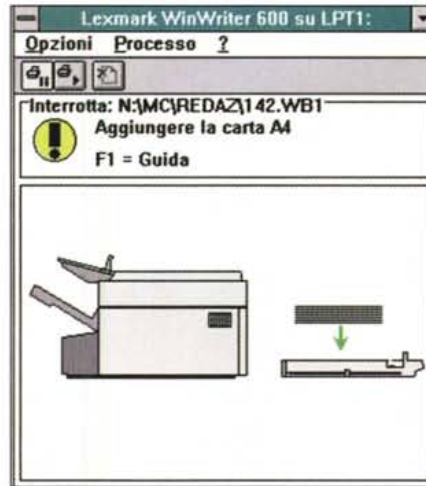 Lexmark WinWriter 600 su LPT1:
Opzioni Processo ?
Interrotta: N:\MC\REDAZ\142.WB1
Aggiungere la carta A4
F1 = Guida